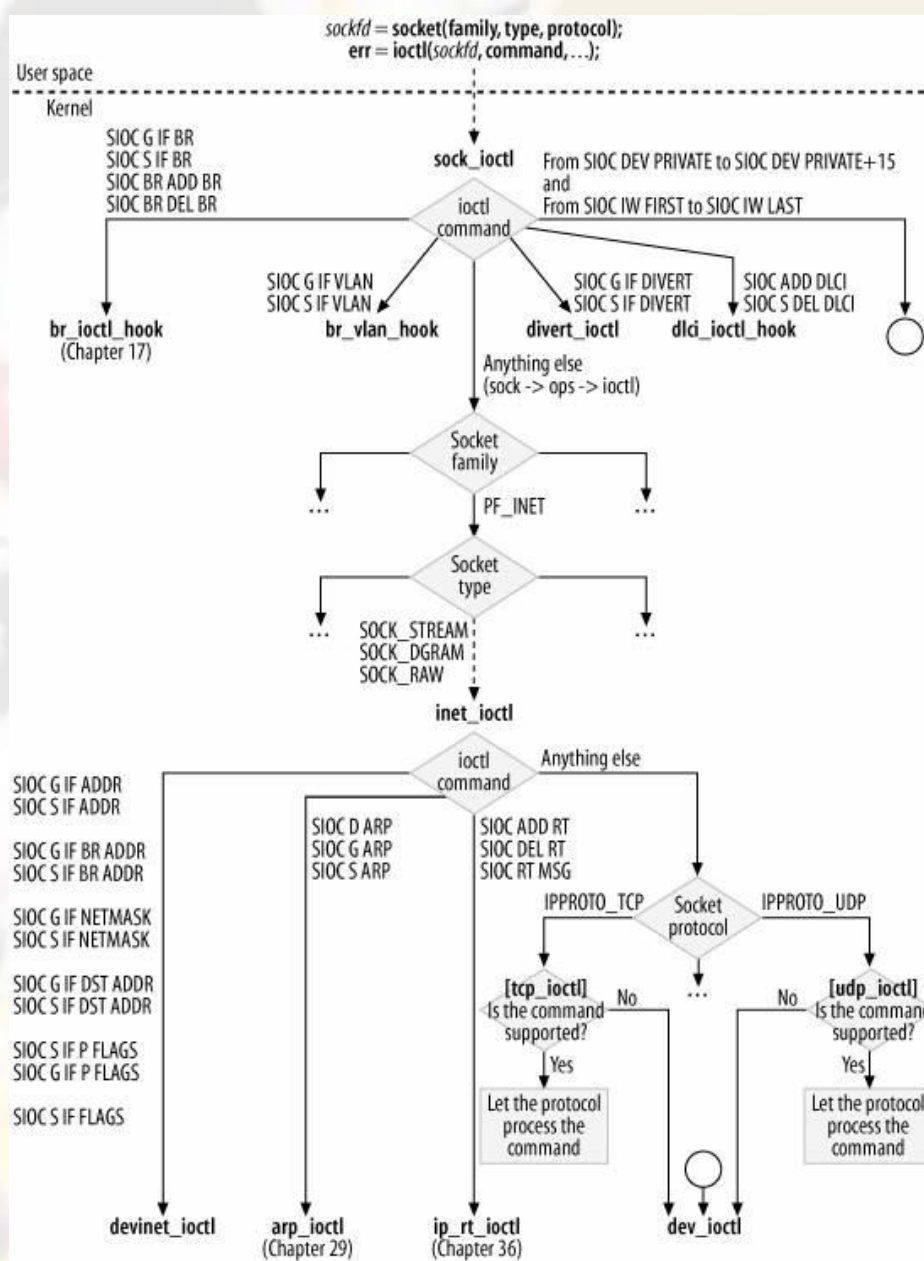 sockfd = socket(family, type, protocol);
err = ioctl(sockfd, command,...);
User space
Kernel
SIOC G IF BR
SIOC S IF BR
SIOC BR ADD BR
SIOC BR DEL BR
sock_ioctl
From SIOC DEV PRIVATE to SIOC DEV PRIVATE+15
and
From SIOC IW FIRST to SIOC IW LAST
ioctl
command
SIOC G IF VLAN
SIOC S IF VLAN
SIOC G IF DIVERT
SIOC S IF DIVERT
SIOC ADD DLCI
SIOC S DEL DLCI
br_ioctl_hook
(Chapter 17)
br_vlan_hook
divert_ioctl
dlci_ioctl_hook
Anything else
(sock -> ops -> ioctl)
Socket
family
...
...
PF_INET
Socket
type
...
...
SOCK_STREAM
SOCK_DGRAM
SOCK_RAW
inet_ioctl
ioctl
command
Anything else
SIOC G IF ADDR
SIOC S IF ADDR
SIOC G IF BR ADDR
SIOC S IF BR ADDR
SIOC G IF NETMASK
SIOC S IF NETMASK
SIOC G IF DST ADDR
SIOC S IF DST ADDR
SIOC S IF P FLAGS
SIOC G IF P FLAGS
SIOC S IF FLAGS
SIOC D ARP
SIOC G ARP
SIOC S ARP
SIOC ADD RT
SIOC DEL RT
SIOC RT MSG
IPPROTO_TCP
Socket
protocol
IPPROTO_UDP
...
[tcp_ioctl]
Is the command
supported?
No
Yes
Let the protocol
process the
command
No
[udp_ioctl]
Is the command
supported?
Yes
Let the protocol
process the
command
devinet_ioctl
arp_ioctl
(Chapter 29)
ip_rt_ioctl
(Chapter 36)
dev_ioctl